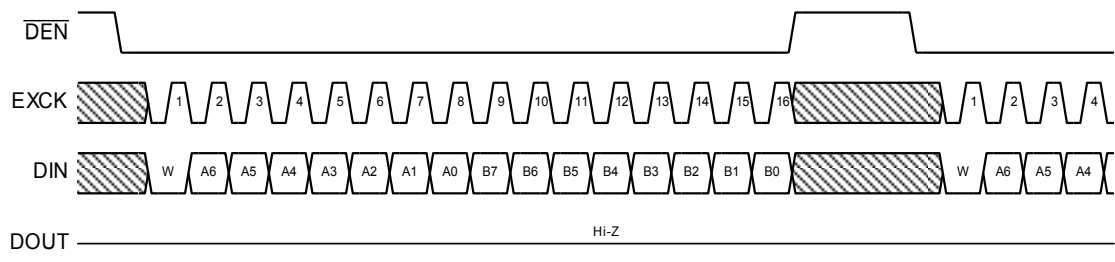 DEN
EXCK 1 2 3 4 5 6 7 8 9 10 11 12 13 14 15 16 1 2 3 4
DIN W A6 A5 A4 A3 A2 A1 A0 B7 B6 B5 B4 B3 B2 B1 B0 W A6 A5 A4
Hi-Z
DOUT